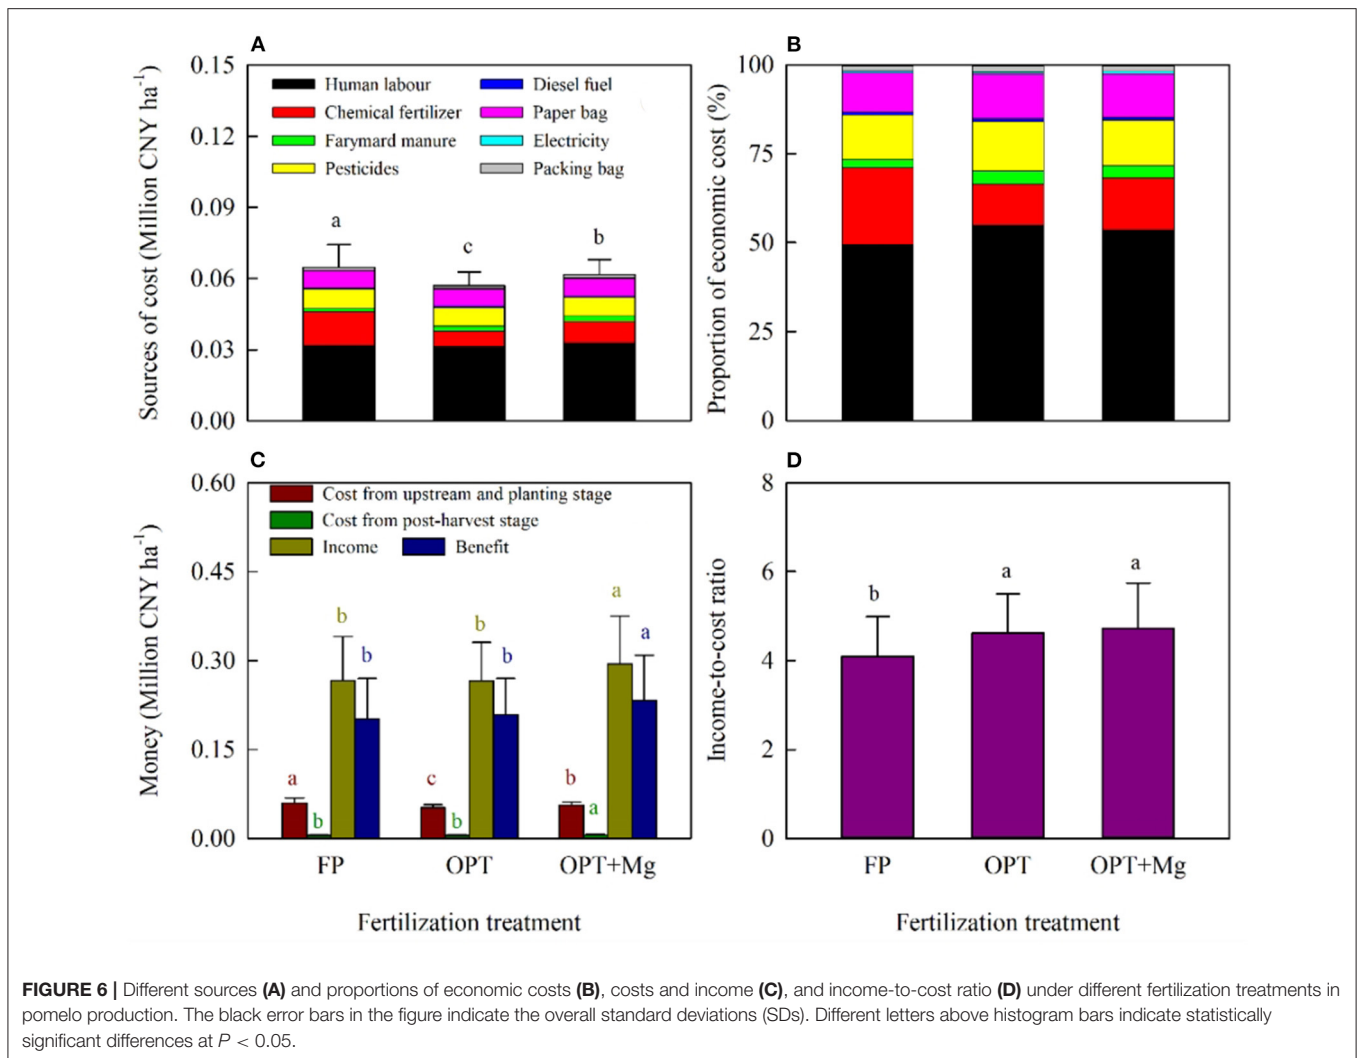 A
Sources of cost (Million CNY ha-1)
0.15
0.12
0.09
0.06
0.03
0.00
Human labour
Chemical fertilizer
Farymard manure
Pesticides
Diesel fuel
Paper bag
Electricity
Packing bag
a
c
b
B
Proportion of economic cost (%)
100
75
50
25
0
C
Money (Million CNY ha-1)
0.60
0.45
0.30
0.15
0.00
Cost from upstream and planting stage
Cost from post-harvest stage
Income
Benefit
a
b
b
b
c
b
b
b
b
a
a
a
FP
OPT
OPT+Mg
Fertilization treatment
D
Income-to-cost ratio
8
6
4
2
0
b
a
a
FP
OPT
OPT+Mg
Fertilization treatment
FIGURE 6 | Different sources (A) and proportions of economic costs (B), costs and income (C), and income-to-cost ratio (D) under different fertilization treatments in
pomelo production. The black error bars in the figure indicate the overall standard deviations (SDs). Different letters above histogram bars indicate statistically
significant differences at P < 0.05.